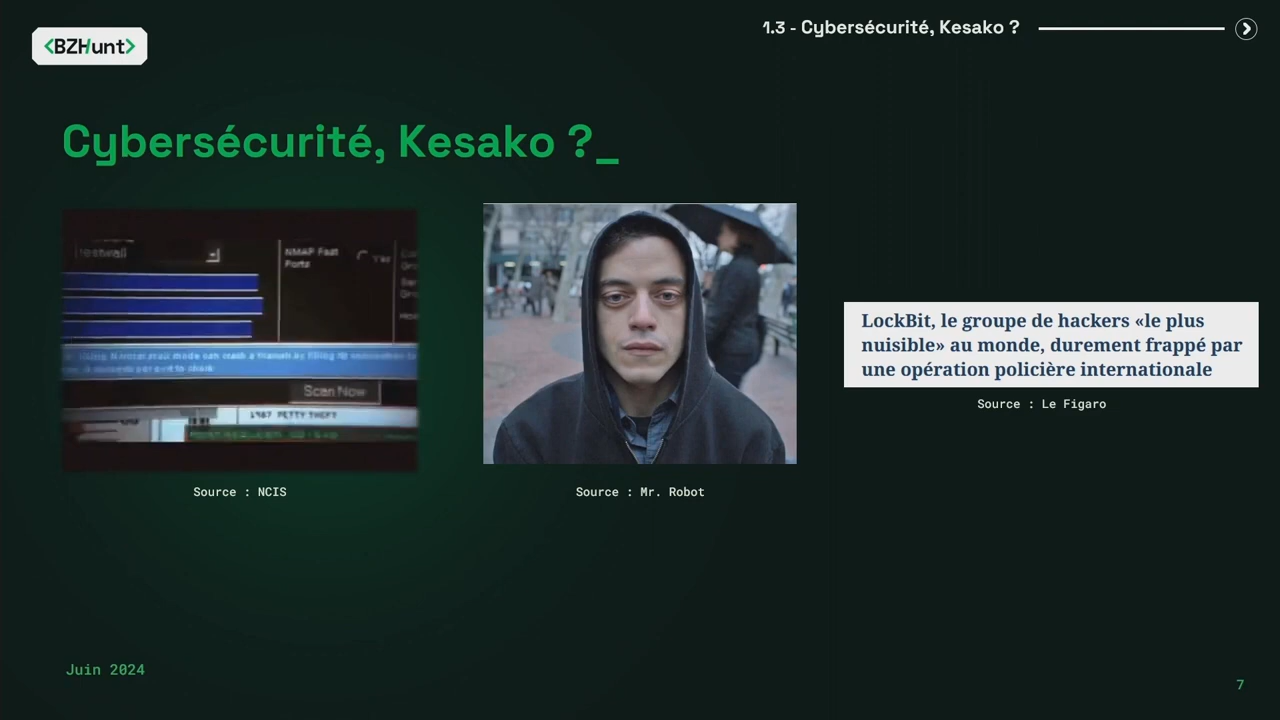 <BZHunt>
1.3 - Cybersécurité, Kesako ?
Cybersécurité, Kesako ?_
NMAP Fast
Ports
Scan Now
1987 PETTY THEFT
LockBit, le groupe de hackers «le plus
nuisible» au monde, durement frappé par
une opération policière internationale
Source : Le Figaro
Source : NCIS
Source : Mr. Robot
Juin 2024
7